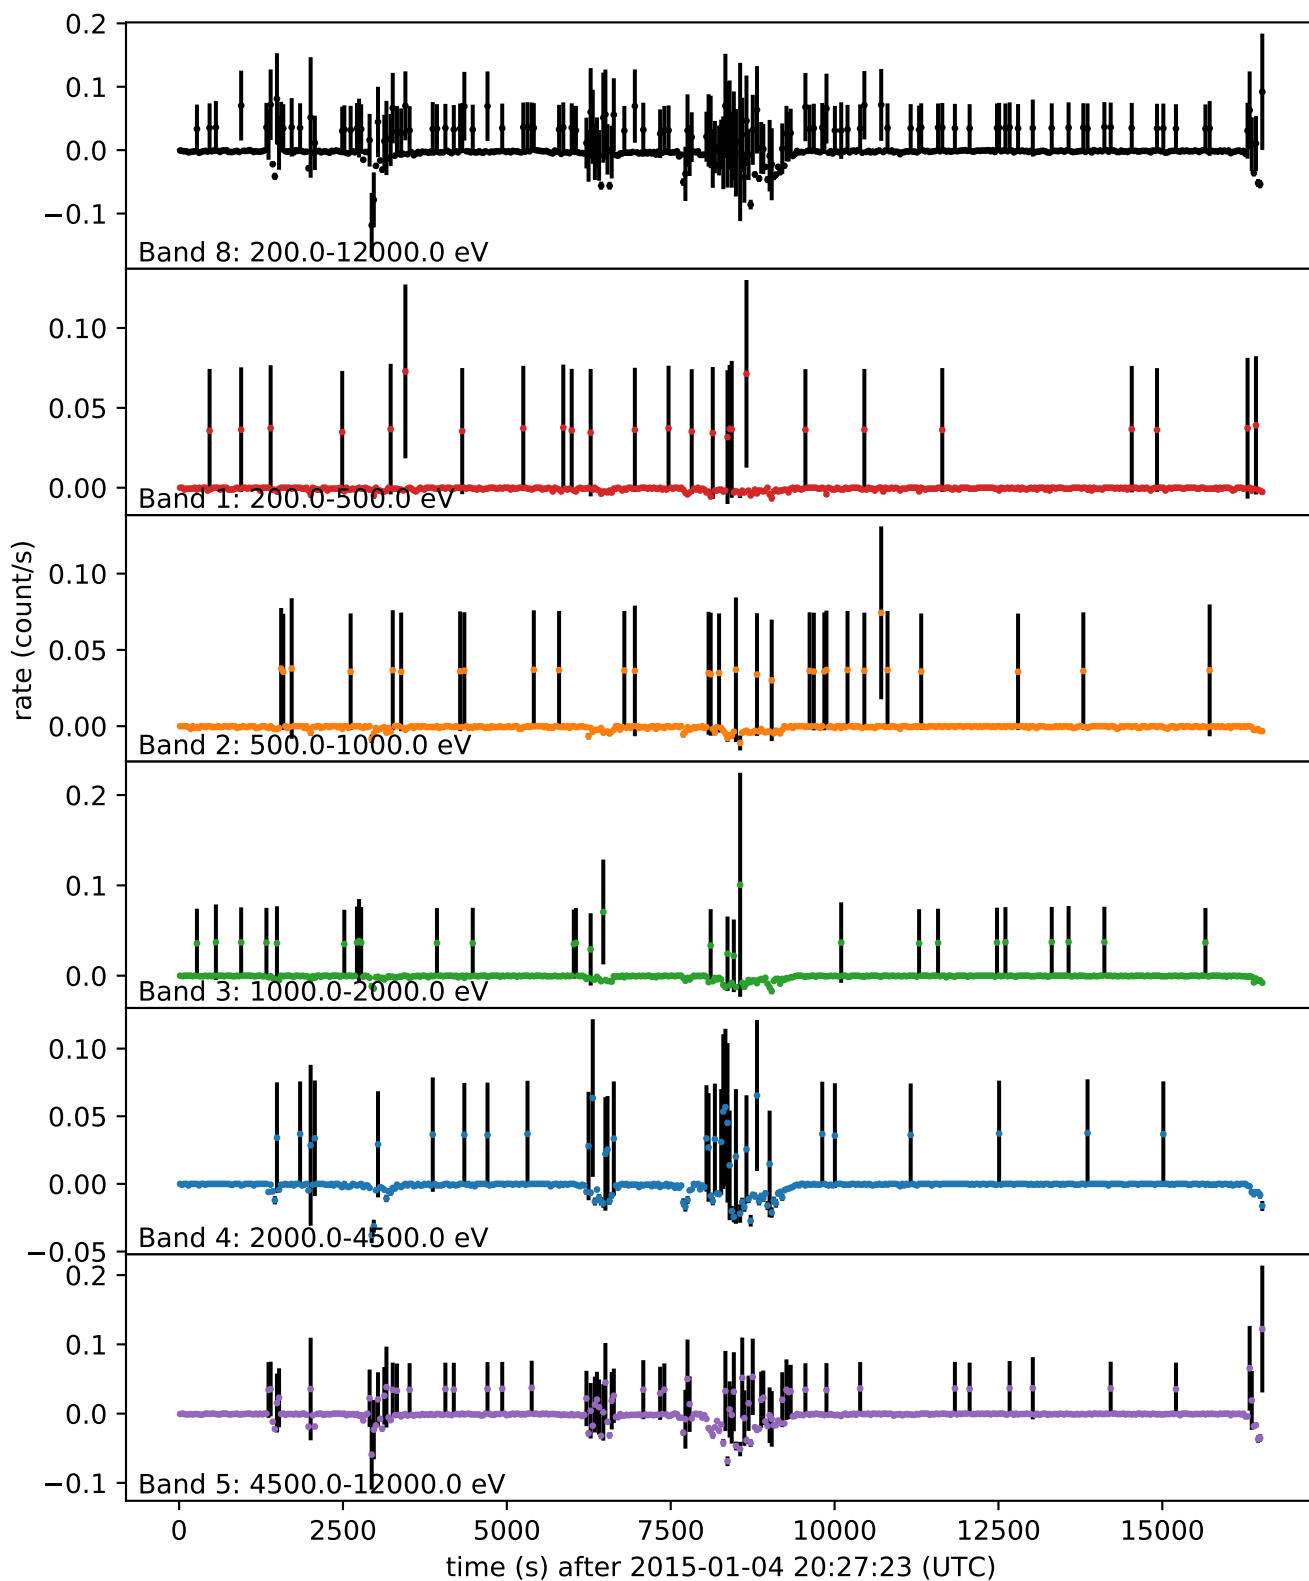 0.2
0.1
0.0
−0.1
Band 8: 200.0-12000.0 eV
0.10
0.05
0.00
Band 1: 200.0-500.0 eV
0.10
0.05
0.00
Band 2: 500.0-1000.0 eV
rate (count/s)
0.2
0.1
0.0
Band 3: 1000.0-2000.0 eV
0.10
0.05
0.00
−0.05
Band 4: 2000.0-4500.0 eV
0.2
0.1
0.0
−0.1
Band 5: 4500.0-12000.0 eV
0 2500 5000 7500 10000 12500 15000
time (s) after 2015-01-04 20:27:23 (UTC)